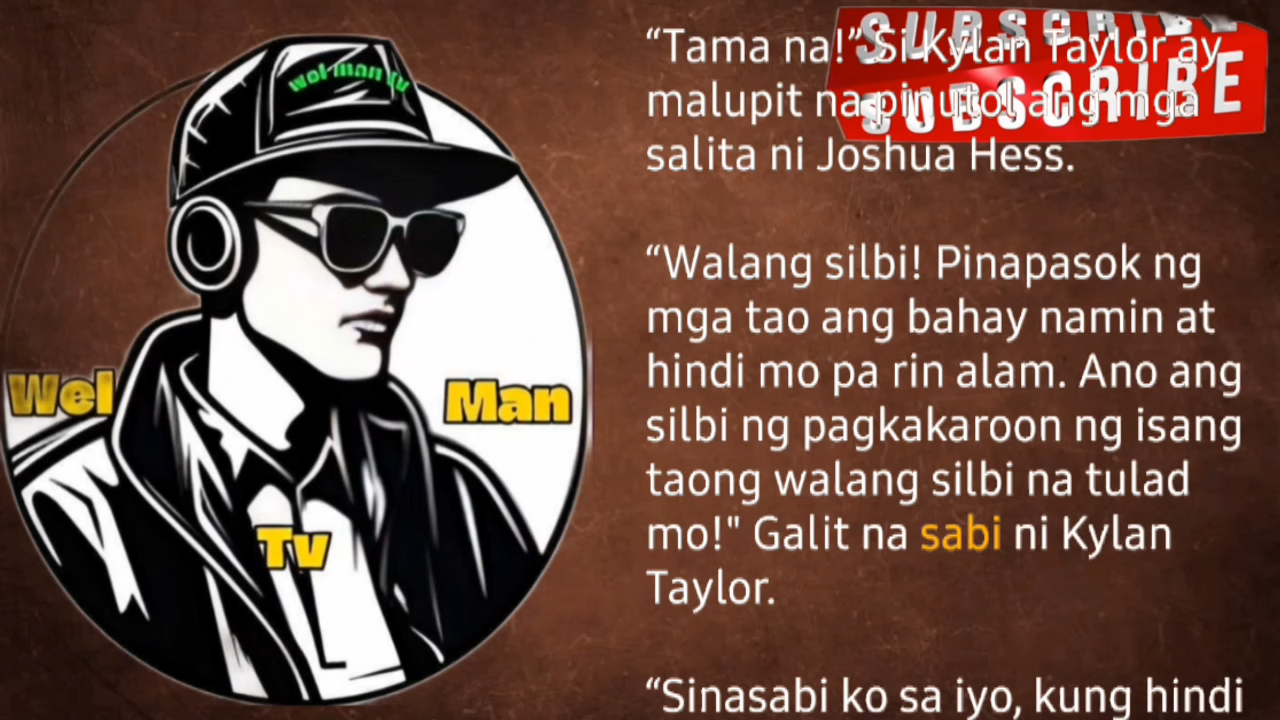 wel man tv
Wel
Man
Tv
SUBSCRIBE
SUBSCRIBE
“Tama na!” Si Kylan Taylor ay
malupit na pinutol ang mga
salita ni Joshua Hess.
“Walang silbi! Pinapasok ng
mga tao ang bahay namin at
hindi mo pa rin alam. Ano ang
silbi ng pagkakaroon ng isang
taong walang silbi na tulad
mo!" Galit na sabi ni Kylan
Taylor.
“Sinasabi ko sa iyo, kung hindi